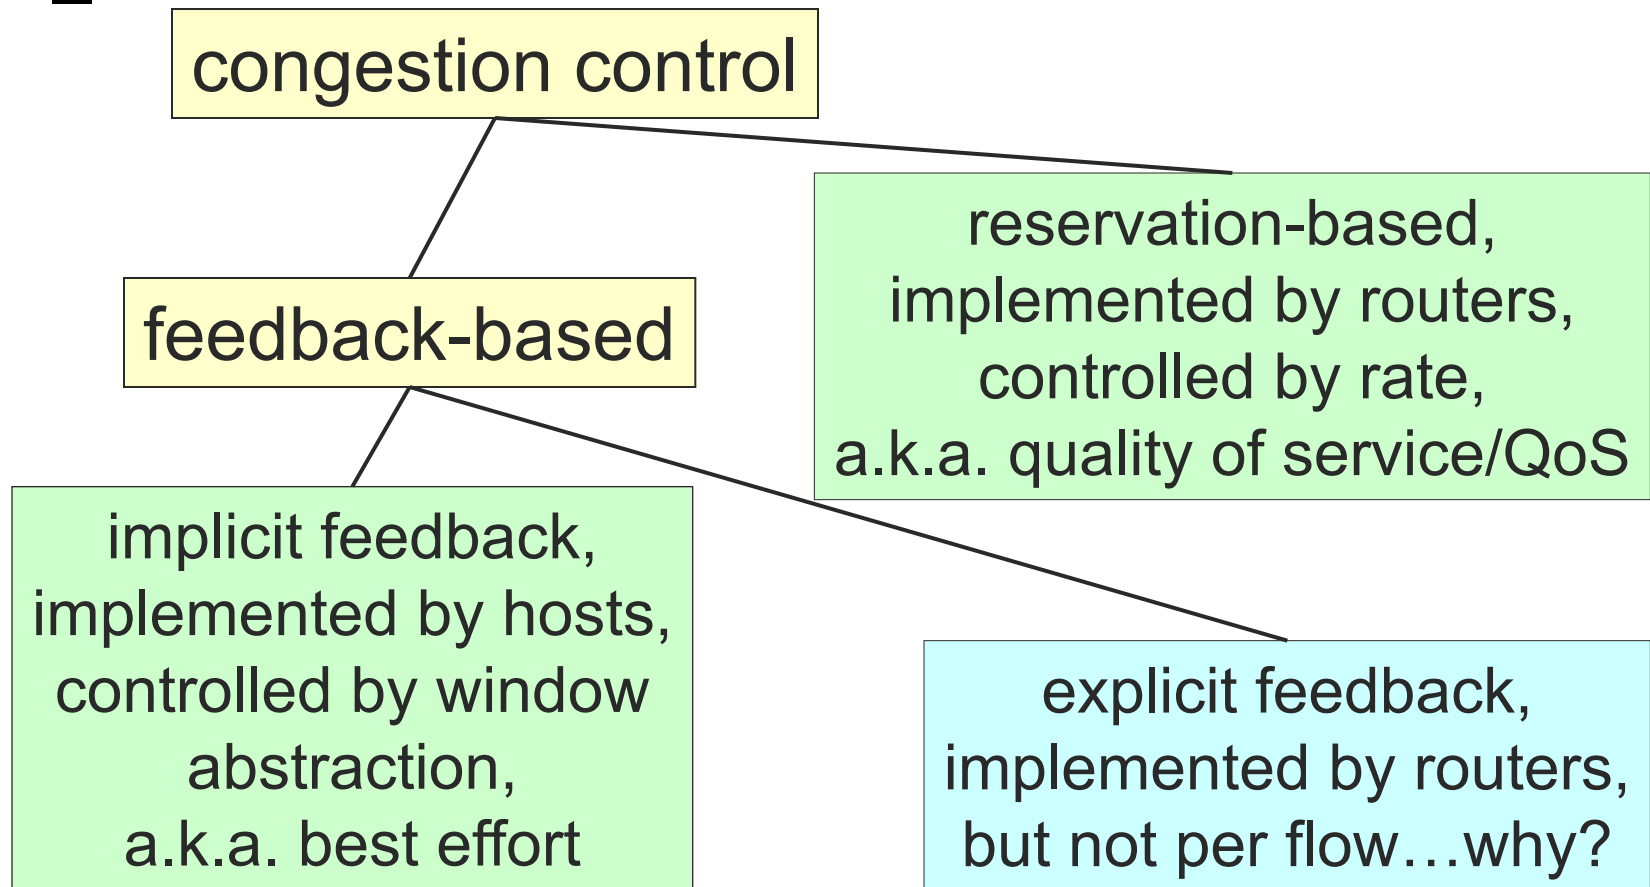 congestion control
reservation-based,
implemented by routers,
controlled by rate,
a.k.a. quality of service/QoS
feedback-based
implicit feedback,
implemented by hosts,
controlled by window
abstraction,
a.k.a. best effort
explicit feedback,
implemented by routers,
but not per flow…why?